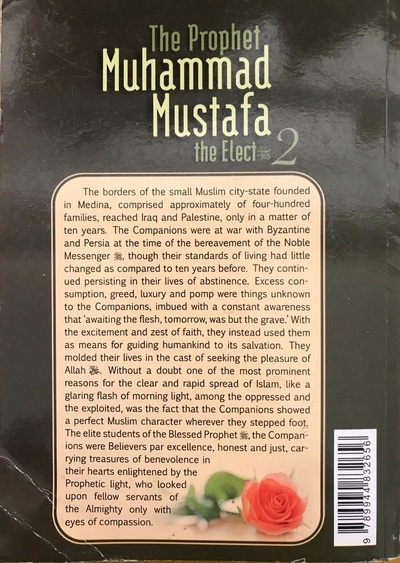 The Prophet
Muhammad
Mustafa
the Elect ﷺ 2
The borders of the small Muslim city-state founded
in Medina, comprised approximately of four-hundred
families, reached Iraq and Palestine, only in a matter of
ten years. The Companions were at war with Byzantine
and Persia at the time of the bereavement of the Noble
Messenger ﷺ, though their standards of living had little
changed as compared to ten years before. They contin-
ued persisting in their lives of abstinence. Excess con-
sumption, greed, luxury and pomp were things unknown
to the Companions, imbued with a constant awareness
that 'awaiting the flesh, tomorrow, was but the grave.' With
the excitement and zest of faith, they instead used them
as means for guiding humankind to its salvation. They
molded their lives in the cast of seeking the pleasure of
Allah. Without a doubt one of the most prominent
reasons for the clear and rapid spread of Islam, like a
glaring flash of morning light, among the oppressed and
the exploited, was the fact that the Companions showed
a perfect Muslim character wherever they stepped foot.
The elite students of the Blessed Prophet ﷺ, the Compan-
ions were Believers par excellence, honest and just, car-
rying treasures of benevolence in
their hearts enlightened by the
Prophetic light, who looked
upon fellow servants of
the Almighty only with
eyes of compassion.
9 789944 832656